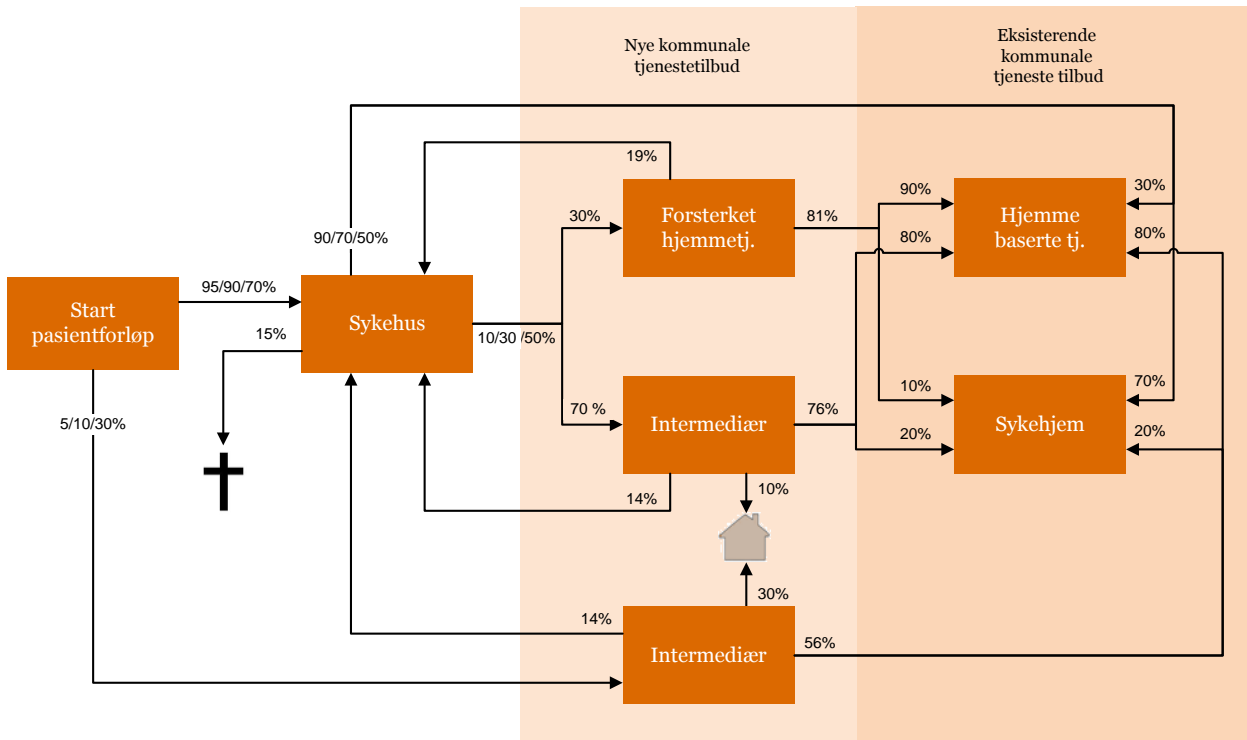 Nye kommunale
tjenestetilbud
Eksisterende
kommunale
tjeneste tilbud
19%
90%
30%
30%
Forsterket
hjemmetj.
81%
Hjemme
baserte tj.
90/70/50%
80%
80%
95/90/70%
Start
pasientforløp
Sykehus
15%
10/30 /50%
10%
70%
5/10/30%
70 %
Intermediær
76%
Sykehjem
20%
20%
14%
10%
30%
14%
Intermediær
56%